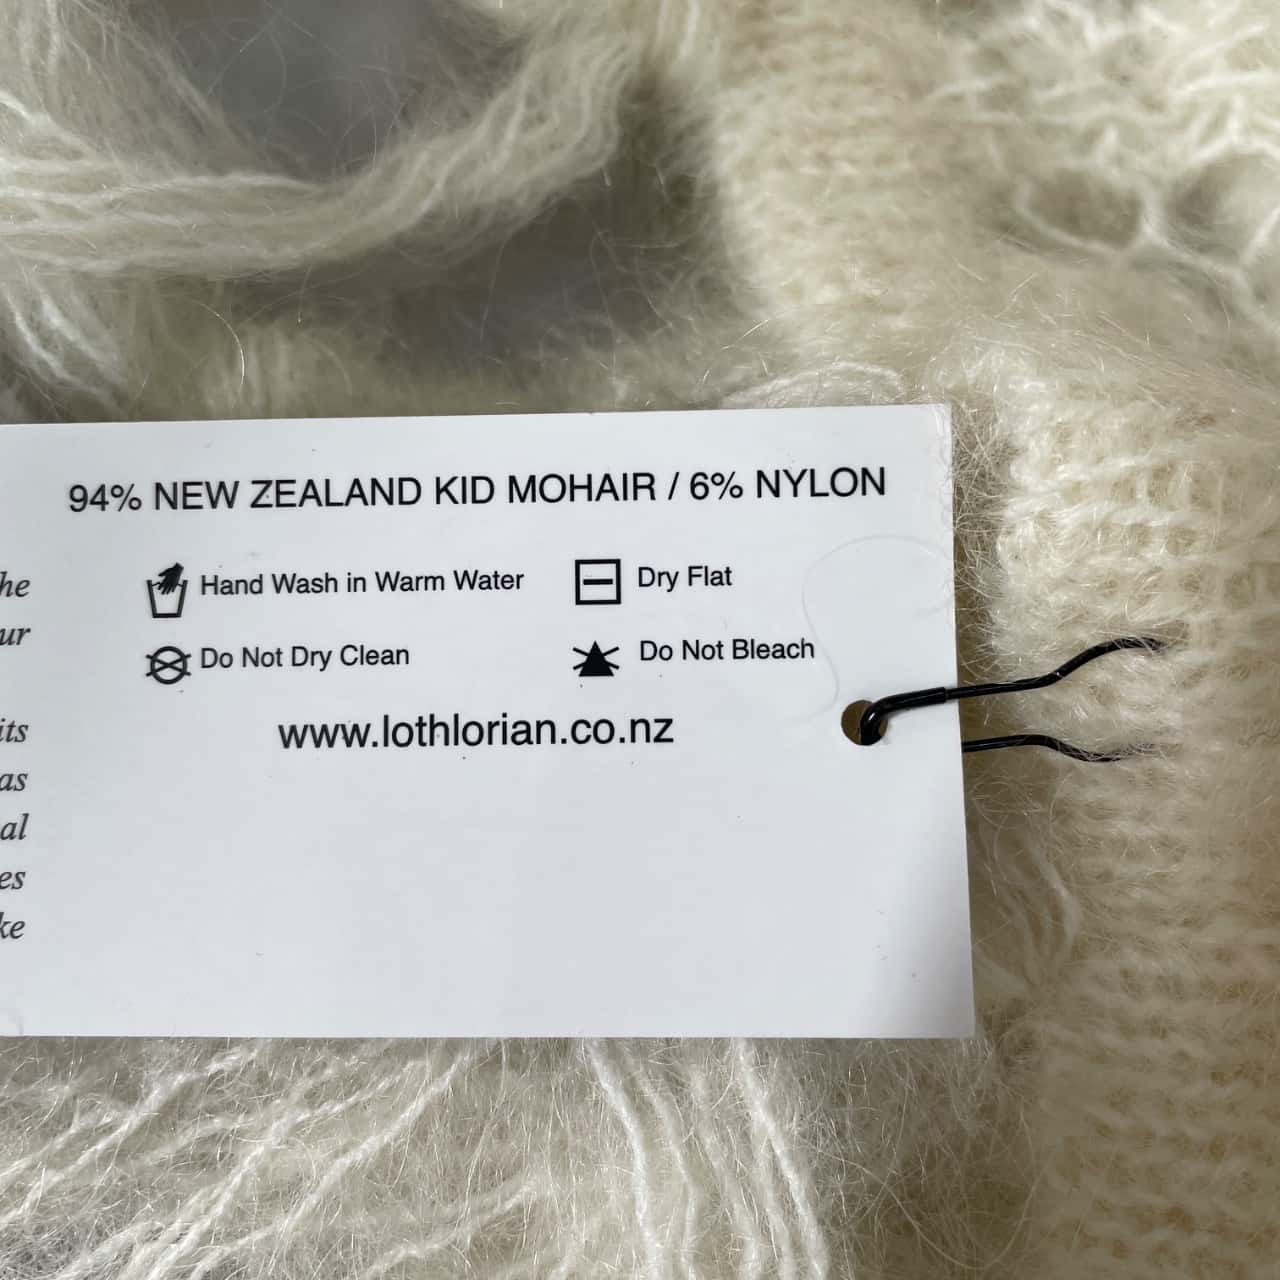 94% NEW ZEALAND KID MOHAIR / 6% NYLON
Hand Wash in Warm Water
Dry Flat
Do Not Dry Clean
Do Not Bleach
www.lothlorian.co.nz